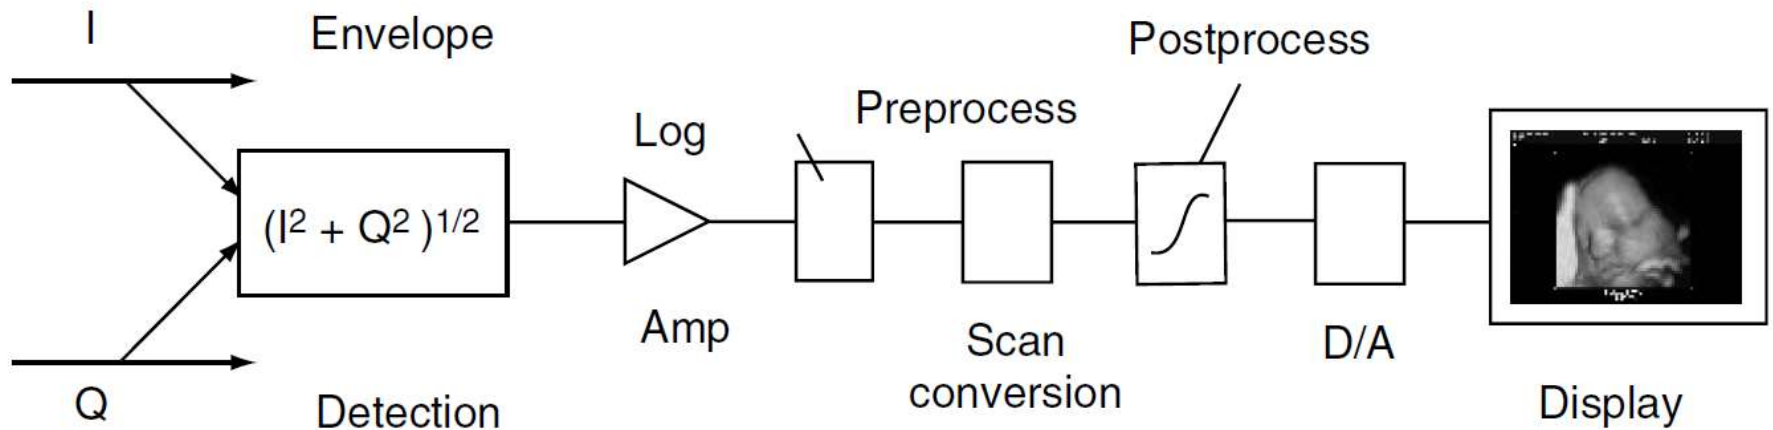 I
Envelope
Postprocess
Preprocess
Log
(I² + Q² )¹/²
Amp
Scan
conversion
D/A
Q
Detection
Display